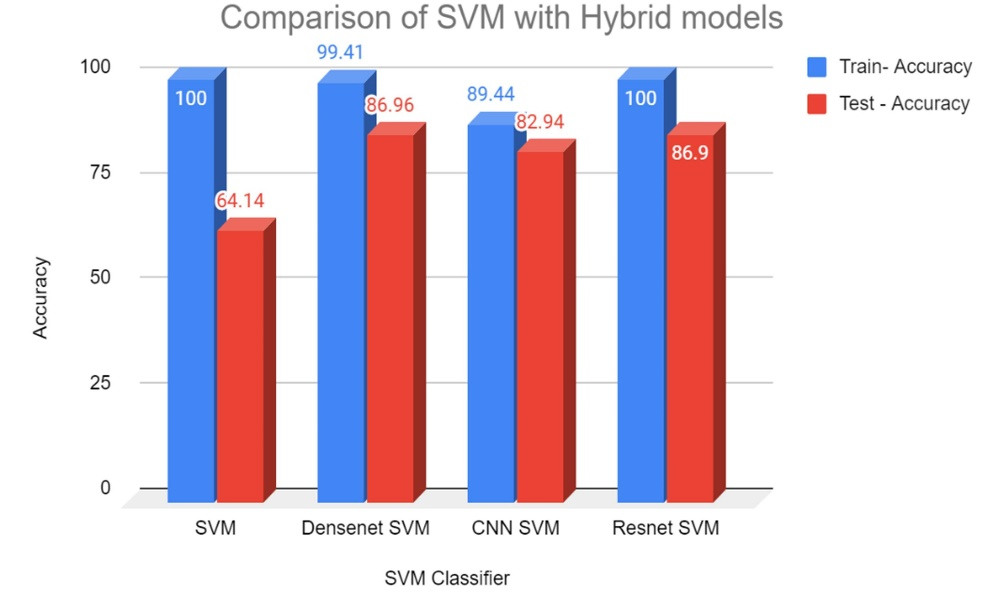 Comparison of SVM with Hybrid models
Train- Accuracy
Test - Accuracy
Accuracy
100
75
50
25
0
100
64.14
99.41
86.96
89.44
82.94
100
86.9
SVM
Densenet SVM
CNN SVM
Resnet SVM
SVM Classifier